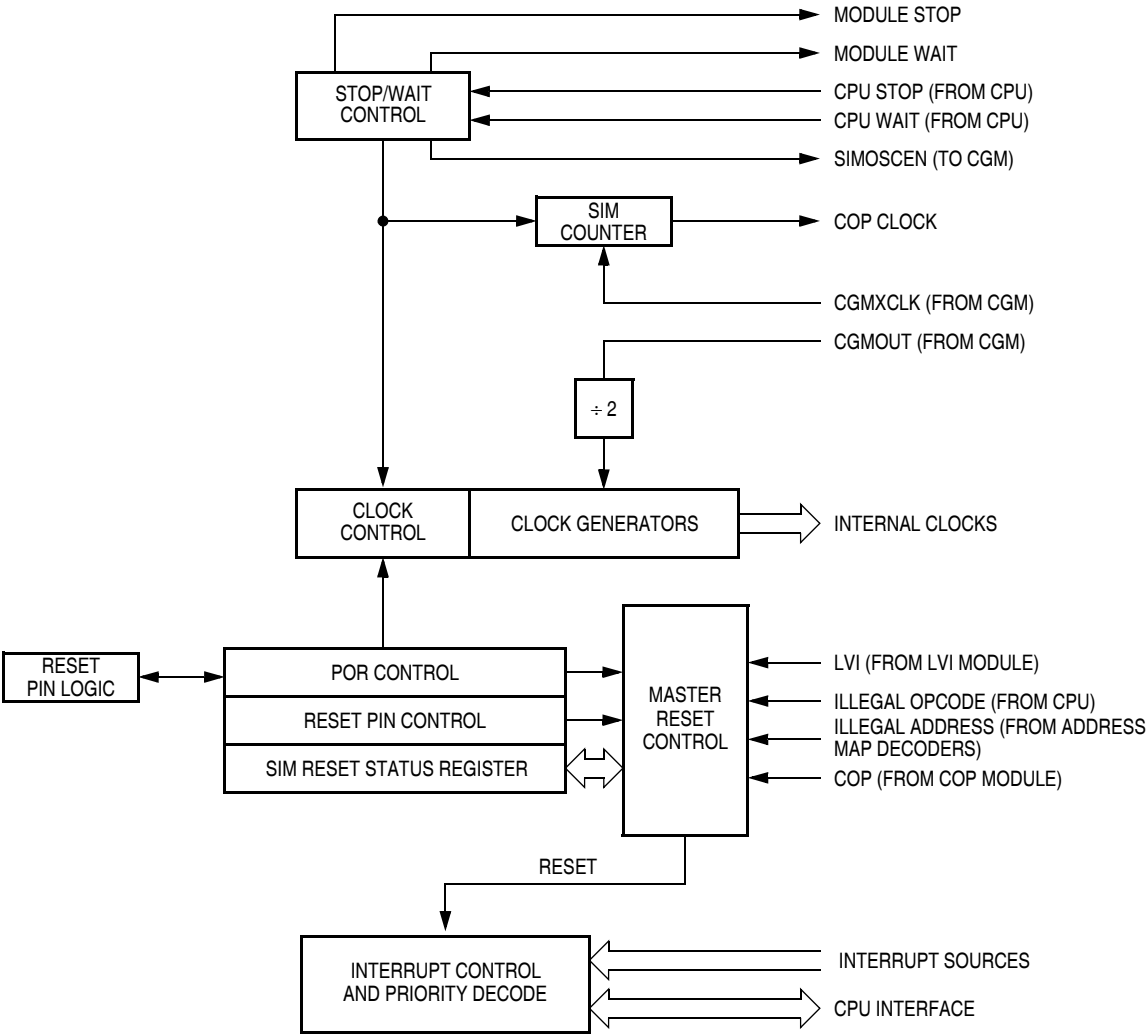 MODULE STOP
MODULE WAIT
STOP/WAIT
CONTROL
CPU STOP (FROM CPU)
CPU WAIT (FROM CPU)
SIMOSCEN (TO CGM)
SIM
COUNTER
COP CLOCK
CGMXCLK (FROM CGM)
CGMOUT (FROM CGM)
÷ 2
CLOCK
CONTROL
CLOCK GENERATORS
INTERNAL CLOCKS
RESET
PIN LOGIC
POR CONTROL
RESET PIN CONTROL
SIM RESET STATUS REGISTER
MASTER
RESET
CONTROL
LVI (FROM LVI MODULE)
ILLEGAL OPCODE (FROM CPU)
ILLEGAL ADDRESS (FROM ADDRESS
MAP DECODERS)
COP (FROM COP MODULE)
RESET
INTERRUPT CONTROL
AND PRIORITY DECODE
INTERRUPT SOURCES
CPU INTERFACE